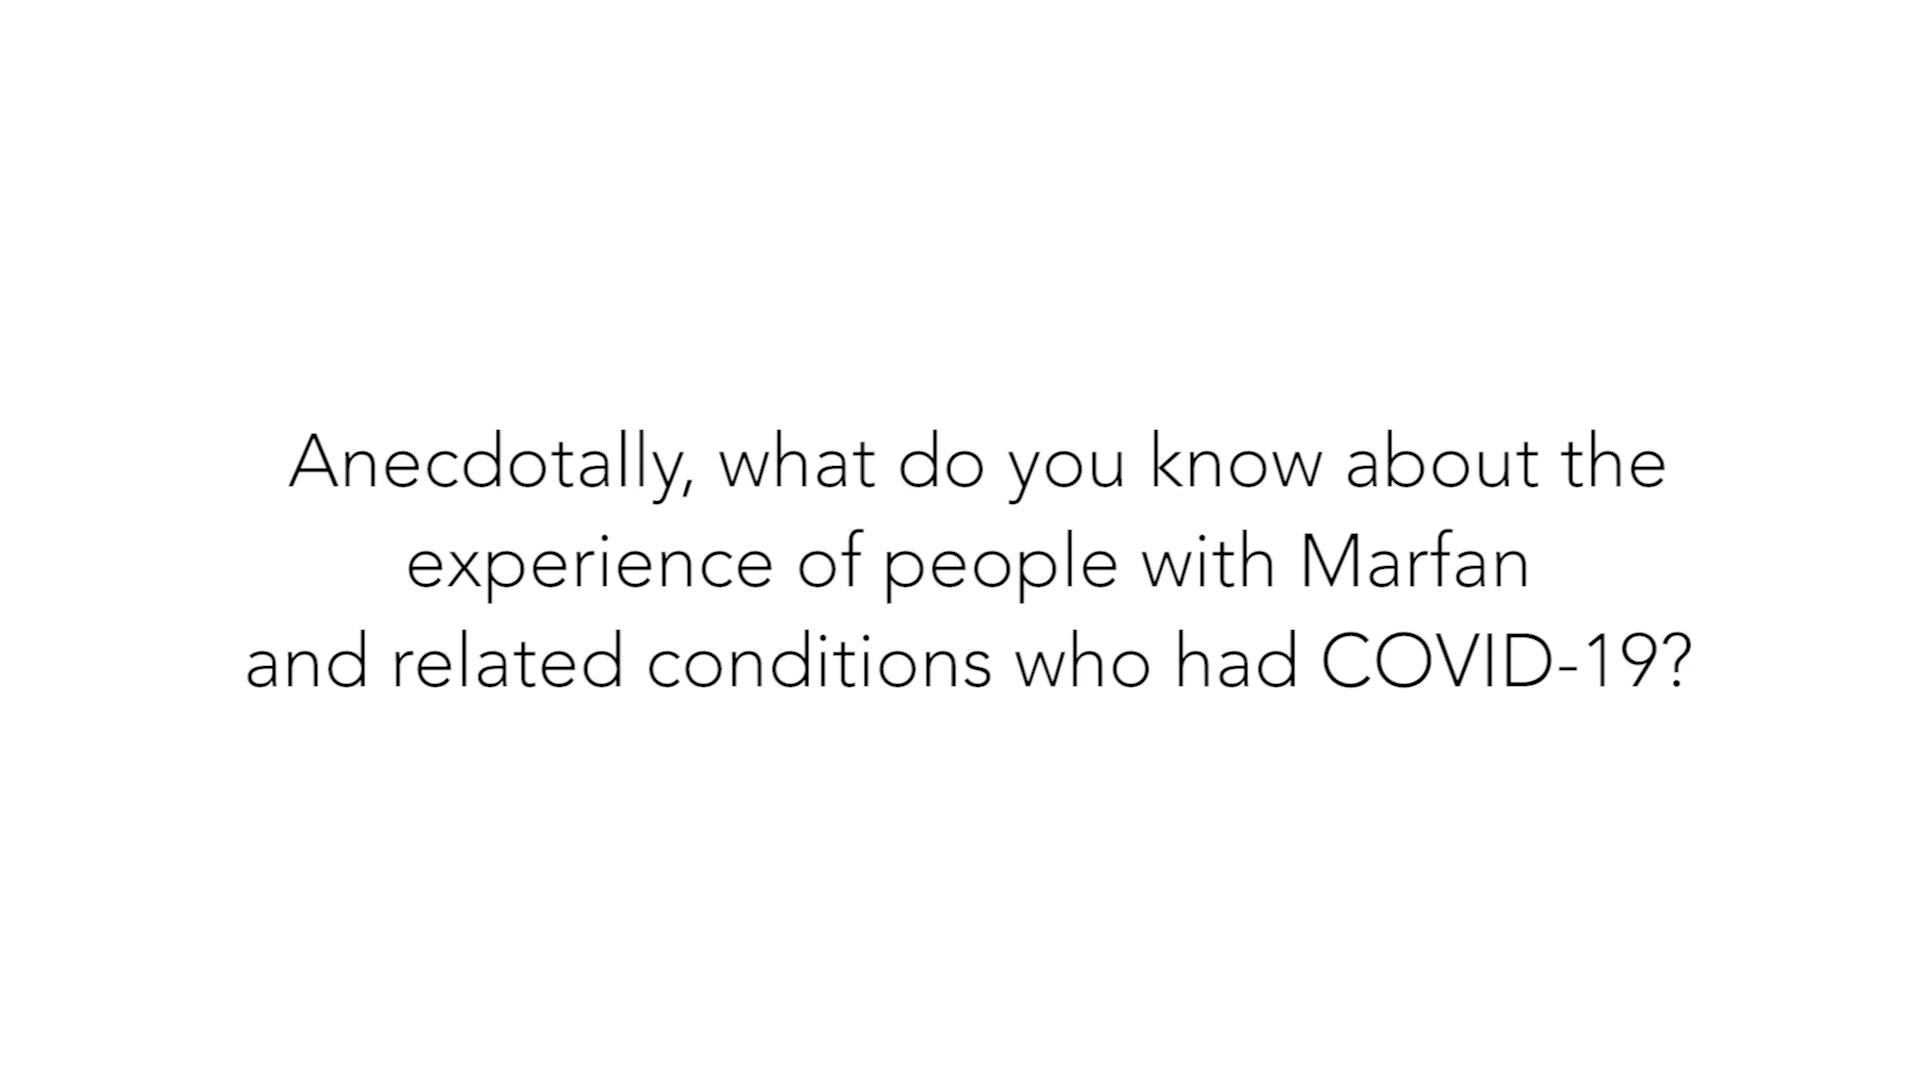 Anecdotally, what do you know about the
experience of people with Marfan
and related conditions who had COVID-19?